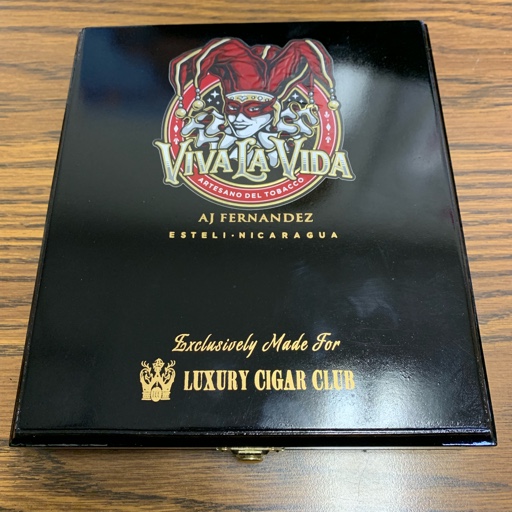 VIVA LA VIDA
ARTESANO DEL TOBACCO
AJ FERNANDEZ
ESTELI·NICARAGUA
Exclusively Made For
LUXURY CIGAR CLUB